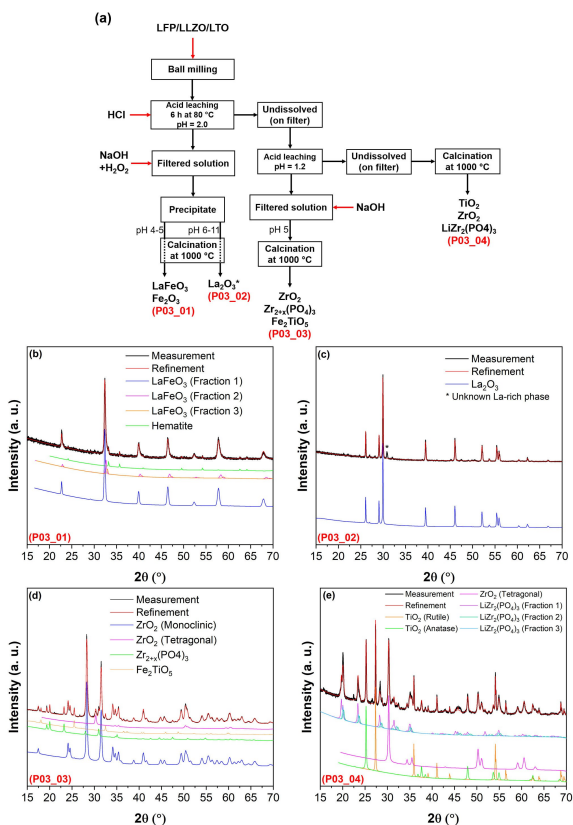 (a)
LFP/LLZO/LTO
Ball milling
HCl
Acid leaching
6 h at 80 °C
pH = 2.0
Undissolved
(on filter)
NaOH
+H₂O₂
Filtered solution
Acid leaching
pH = 1.2
Undissolved
(on filter)
Calcination
at 1000 °C
Precipitate
Filtered solution
NaOH
TiO₂
ZrO₂
LiZr₂(PO4)₃
(P03_04)
pH 4-5
pH 6-11
pH 5
Calcination
at 1000 °C
Calcination
at 1000 °C
LaFeO₃
Fe₂O₃
(P03_01)
La₂O₃*
(P03_02)
ZrO₂
Zr₂₊ₓ(PO₄)₃
Fe₂TiO₅
(P03_03)
(b)
Measurement
Refinement
LaFeO₃ (Fraction 1)
LaFeO₃ (Fraction 2)
LaFeO₃ (Fraction 3)
Hematite
Intensity (a. u.)
(P03_01)
15 20 25 30 35 40 45 50 55 60 65 70
2θ (°)
(c)
Measurement
Refinement
La₂O₃
* Unknown La-rich phase
*
Intensity (a. u.)
(P03_02)
15 20 25 30 35 40 45 50 55 60 65 70
2θ (°)
(d)
Measurement
Refinement
ZrO₂ (Monoclinic)
ZrO₂ (Tetragonal)
Zr₂₊ₓ(PO4)₃
Fe₂TiO₅
Intensity (a. u.)
(P03_03)
15 20 25 30 35 40 45 50 55 60 65 70
2θ (°)
(e)
Measurement
Refinement
TiO₂ (Rutile)
TiO₂ (Anatase)
ZrO₂ (Tetragonal)
LiZr₂(PO₄)₃ (Fraction 1)
LiZr₂(PO₄)₃ (Fraction 2)
LiZr₂(PO₄)₃ (Fraction 3)
Intensity (a. u.)
(P03_04)
15 20 25 30 35 40 45 50 55 60 65 70
2θ (°)